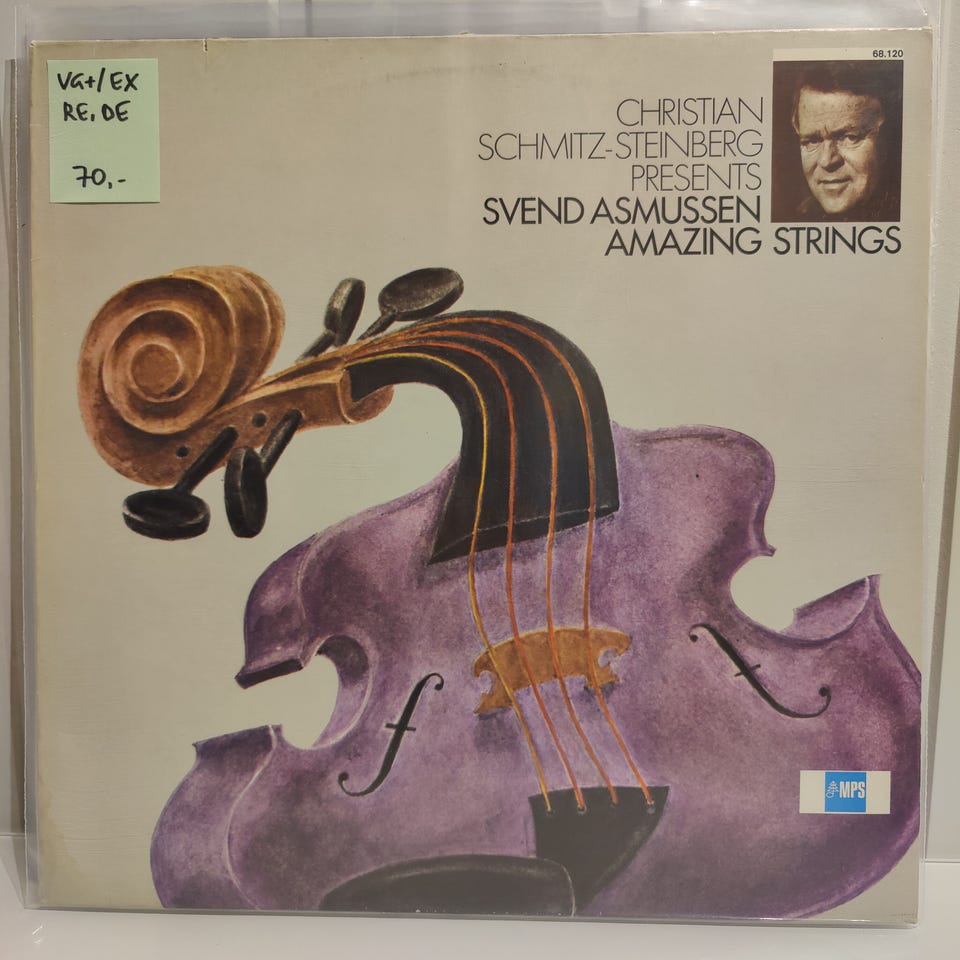 VG+/EX
RE, DE
70,-
68.120
CHRISTIAN
SCHMITZ-STEINBERG
PRESENTS
SVEND ASMUSSEN
AMAZING STRINGS
MPS